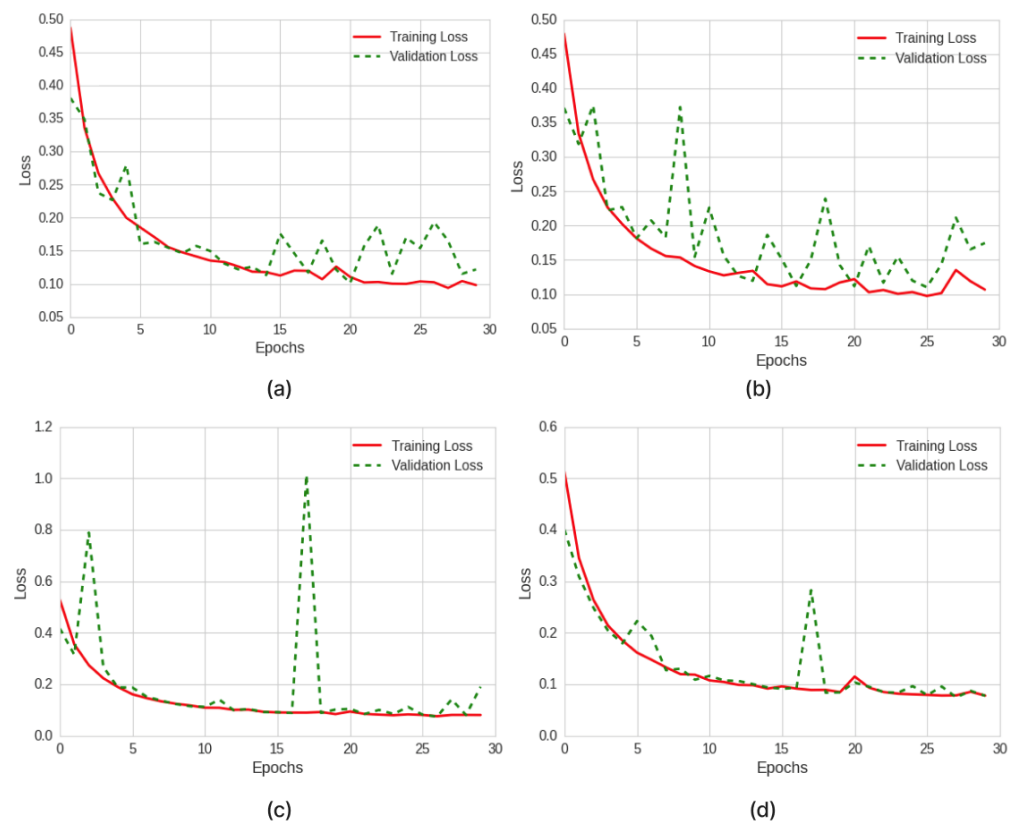 0.50
0.45
0.40
0.35
0.30
0.25
0.20
0.15
0.10
0.05
Loss
Training Loss
Validation Loss
0 5 10 15 20 25 30
Epochs
(a)
0.50
0.45
0.40
0.35
0.30
0.25
0.20
0.15
0.10
0.05
Loss
Training Loss
Validation Loss
0 5 10 15 20 25 30
Epochs
(b)
1.2
1.0
0.8
0.6
0.4
0.2
0.0
Loss
Training Loss
Validation Loss
0 5 10 15 20 25 30
Epochs
(c)
0.6
0.5
0.4
0.3
0.2
0.1
0.0
Loss
Training Loss
Validation Loss
0 5 10 15 20 25 30
Epochs
(d)